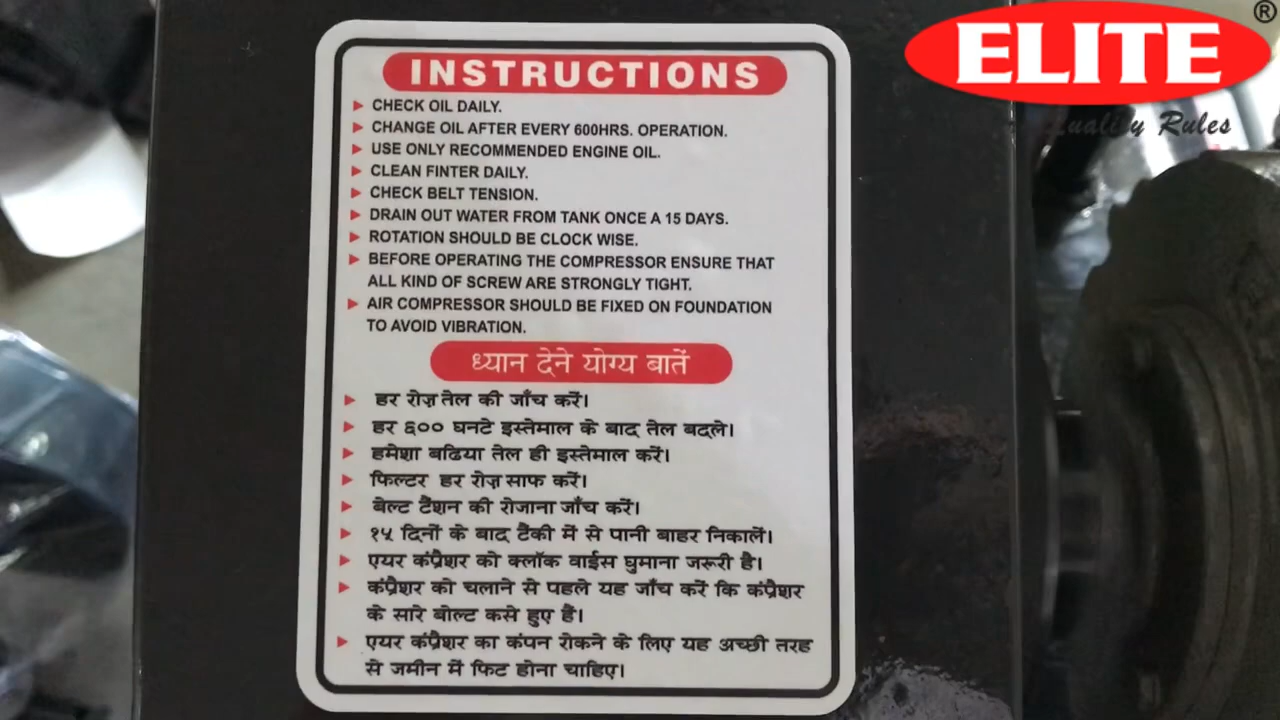 ELITE®
Quality Rules
INSTRUCTIONS
CHECK OIL DAILY.
CHANGE OIL AFTER EVERY 600HRS. OPERATION.
USE ONLY RECOMMENDED ENGINE OIL.
CLEAN FINTER DAILY.
CHECK BELT TENSION.
DRAIN OUT WATER FROM TANK ONCE A 15 DAYS.
ROTATION SHOULD BE CLOCK WISE.
BEFORE OPERATING THE COMPRESSOR ENSURE THAT
ALL KIND OF SCREW ARE STRONGLY TIGHT.
AIR COMPRESSOR SHOULD BE FIXED ON FOUNDATION
TO AVOID VIBRATION.
ध्यान देने योग्य बातें
हर रोज़ तेल की जाँच करें।
हर ६०० घनटे इस्तेमाल के बाद तेल बदले।
हमेशा बढिया तेल ही इस्तेमाल करें।
फिल्टर हर रोज़ साफ करें।
बेल्ट टैंशन की रोजाना जाँच करें।
१५ दिनों के बाद टैंकी में से पानी बाहर निकालें।
एयर कंप्रैशर को क्लॉक वाईस घुमाना जरूरी है।
कंप्रैशर को चलाने से पहले यह जाँच करें कि कंप्रैशर
के सारे बोल्ट कसे हुए हैं।
एयर कंप्रैशर का कंपन रोकने के लिए यह अच्छी तरह
से जमीन में फिट होना चाहिए।